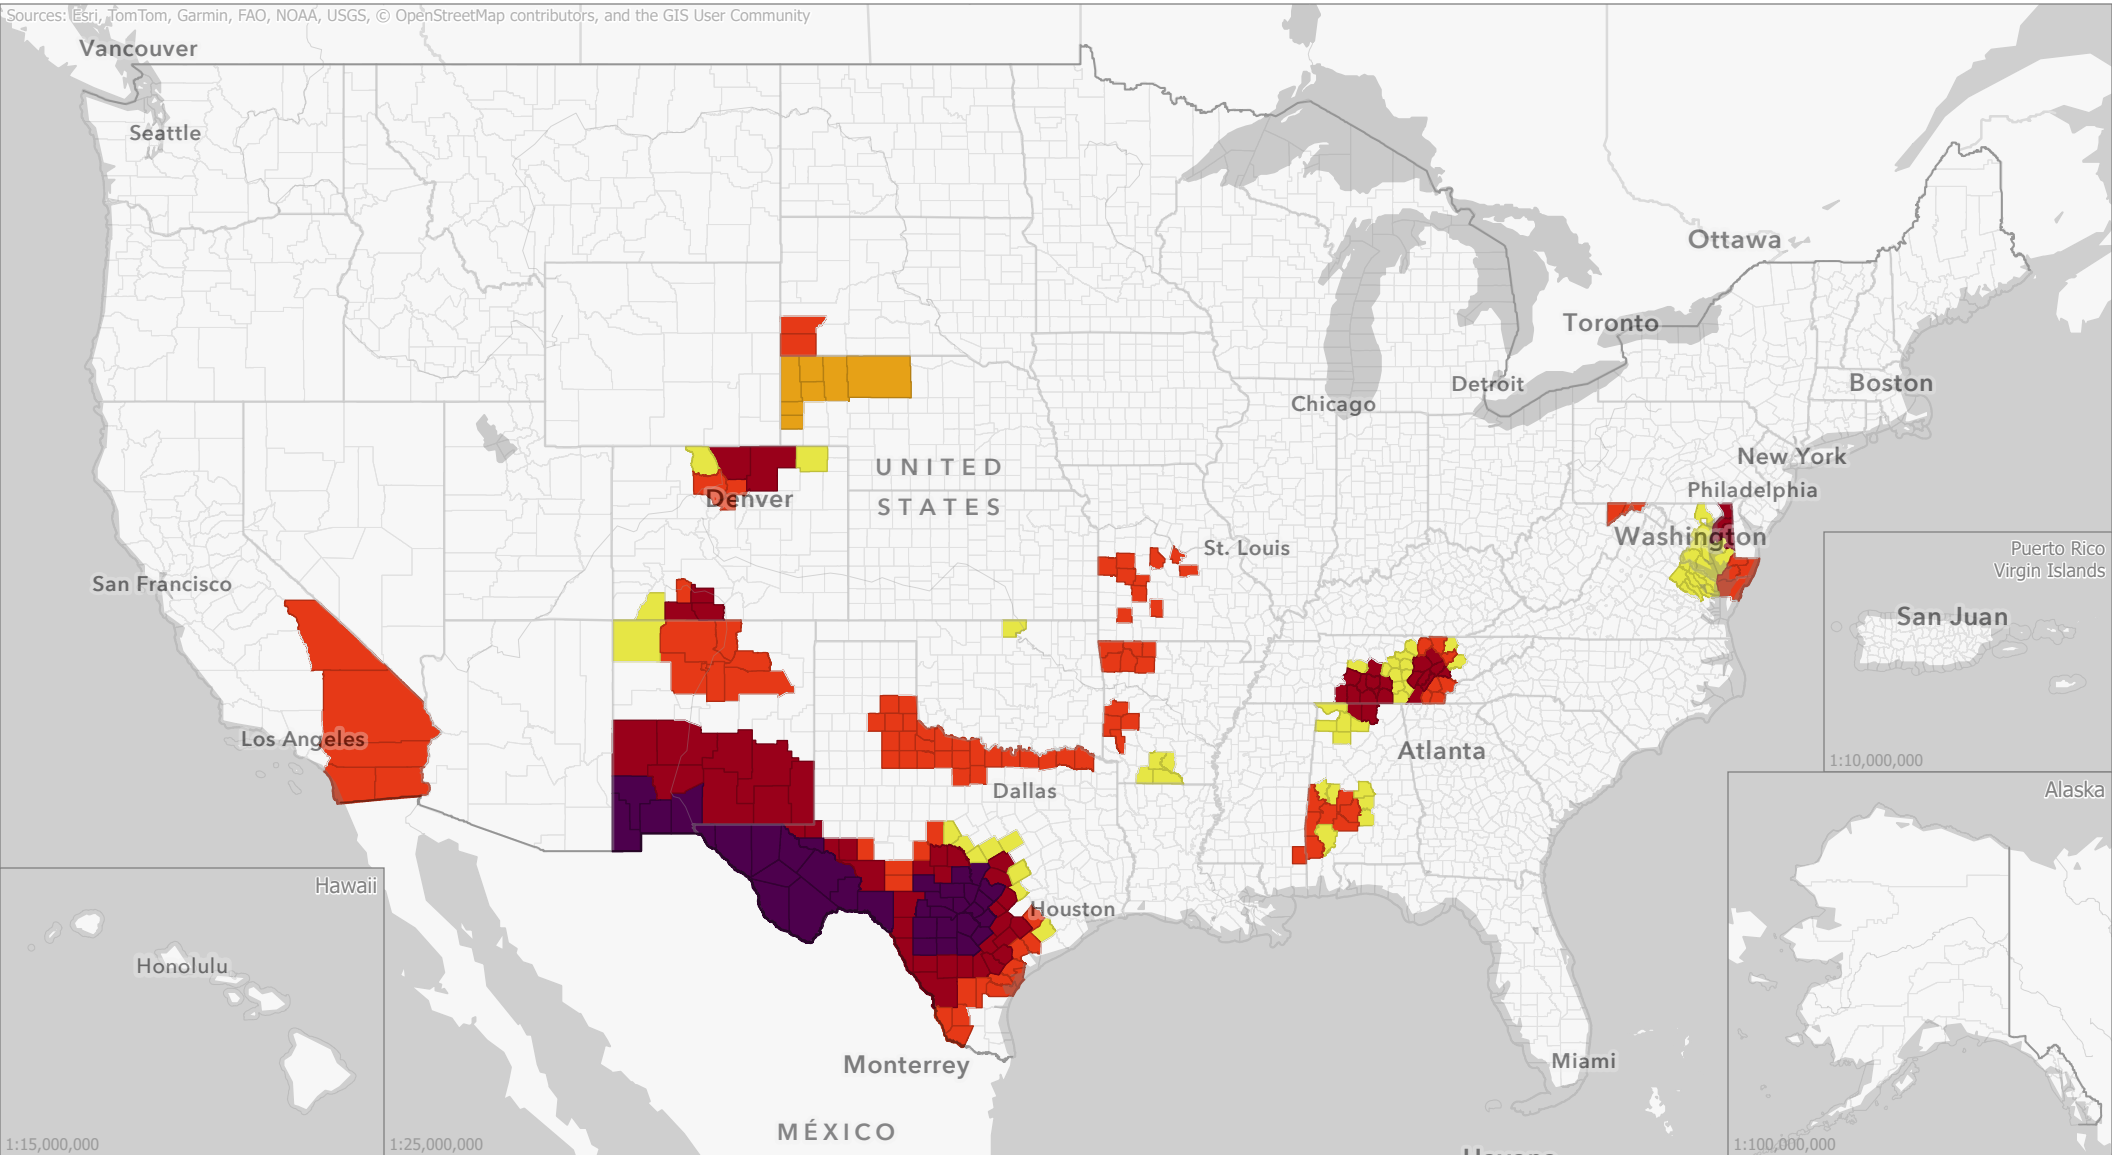 Sources: Esri, TomTom, Garmin, FAO, NOAA, USGS, © OpenStreetMap contributors, and the GIS User Community
Vancouver
Seattle
Ottawa
Toronto
Detroit
Boston
Chicago
New York
UNITED
STATES
Denver
Philadelphia
Washington
St. Louis
San Francisco
Puerto Rico
Virgin Islands
San Juan
1:10,000,000
Los Angeles
Atlanta
Dallas
Alaska
Hawaii
Houston
Honolulu
Monterrey
Miami
MÉXICO
1:15,000,000
1:25,000,000
1:100,000,000